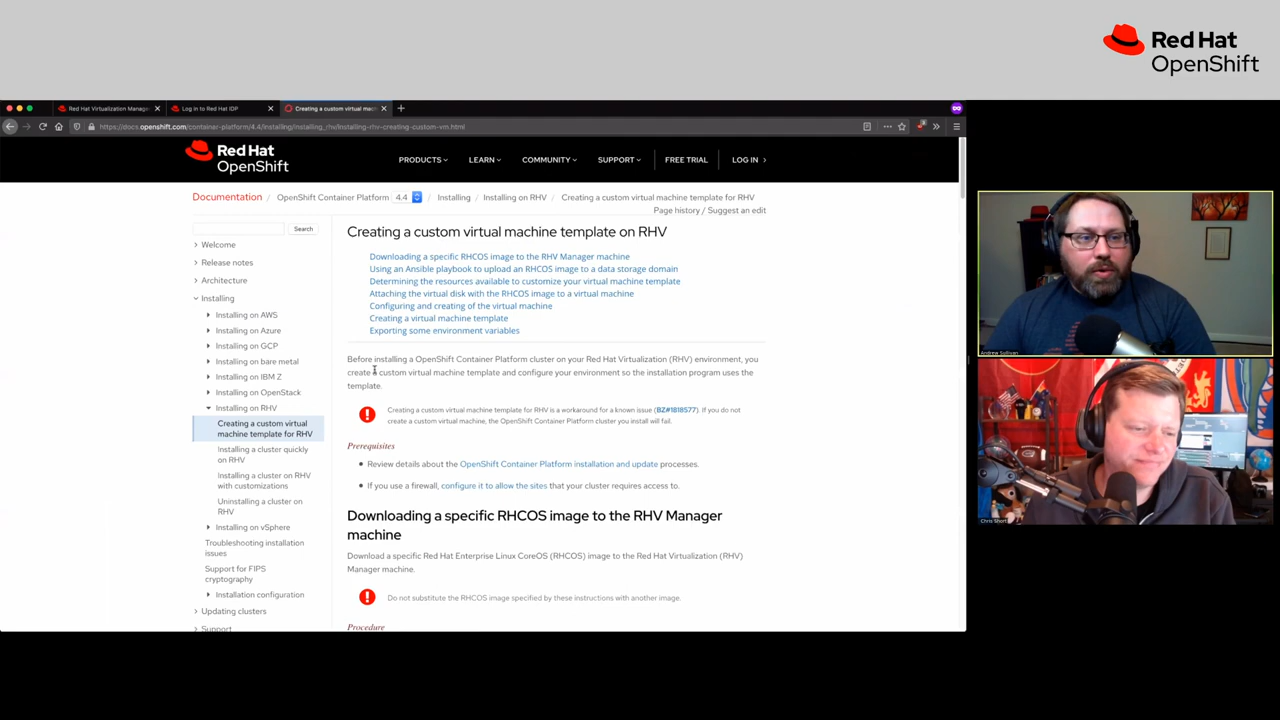 Red Hat
OpenShift
Red Hat Virtualization Manage
Log in to Red Hat IDP
Creating a custom virtual mac
https://docs.openshift.com/container-platform/4.4/installing/installing_rhv/installing-rhv-creating-custom-vm.html
Red Hat
OpenShift
PRODUCTS
LEARN
COMMUNITY
SUPPORT
FREE TRIAL
LOG IN
Documentation / OpenShift Container Platform 4.4 / Installing / Installing on RHV / Creating a custom virtual machine template for RHV
Page history / Suggest an edit
Search
Welcome
Release notes
Architecture
Installing
Installing on AWS
Installing on Azure
Installing on GCP
Installing on bare metal
Installing on IBM Z
Installing on OpenStack
Installing on RHV
Creating a custom virtual
machine template for RHV
Installing a cluster quickly
on RHV
Installing a cluster on RHV
with customizations
Uninstalling a cluster on
RHV
Installing on vSphere
Troubleshooting installation
issues
Support for FIPS
cryptography
Installation configuration
Updating clusters
Support
Creating a custom virtual machine template on RHV
Downloading a specific RHCOS image to the RHV Manager machine
Using an Ansible playbook to upload an RHCOS image to a data storage domain
Determining the resources available to customize your virtual machine template
Attaching the virtual disk with the RHCOS image to a virtual machine
Configuring and creating of the virtual machine
Creating a virtual machine template
Exporting some environment variables
Before installing a OpenShift Container Platform cluster on your Red Hat Virtualization (RHV) environment, you
create a custom virtual machine template and configure your environment so the installation program uses the
template.
Creating a custom virtual machine template for RHV is a workaround for a known issue (BZ#1818577). If you do not
create a custom virtual machine, the OpenShift Container Platform cluster you install will fail.
Prerequisites
• Review details about the OpenShift Container Platform installation and update processes.
• If you use a firewall, configure it to allow the sites that your cluster requires access to.
Downloading a specific RHCOS image to the RHV Manager
machine
Download a specific Red Hat Enterprise Linux CoreOS (RHCOS) image to the Red Hat Virtualization (RHV)
Manager machine.
Do not substitute the RHCOS image specified by these instructions with another image.
Procedure
Andrew Sullivan
Chris Short